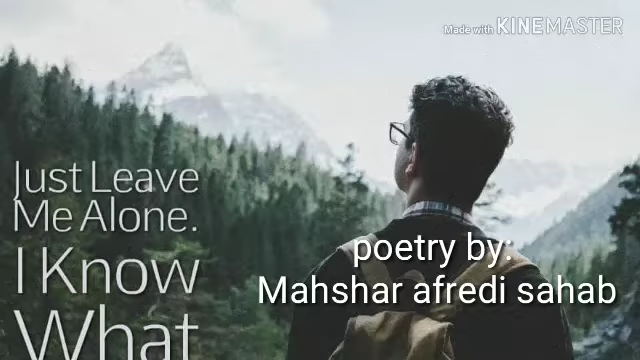 Made with KINEMASTER
Just Leave
Me Alone.
I Know
What
poetry by:
Mahshar afredi sahab